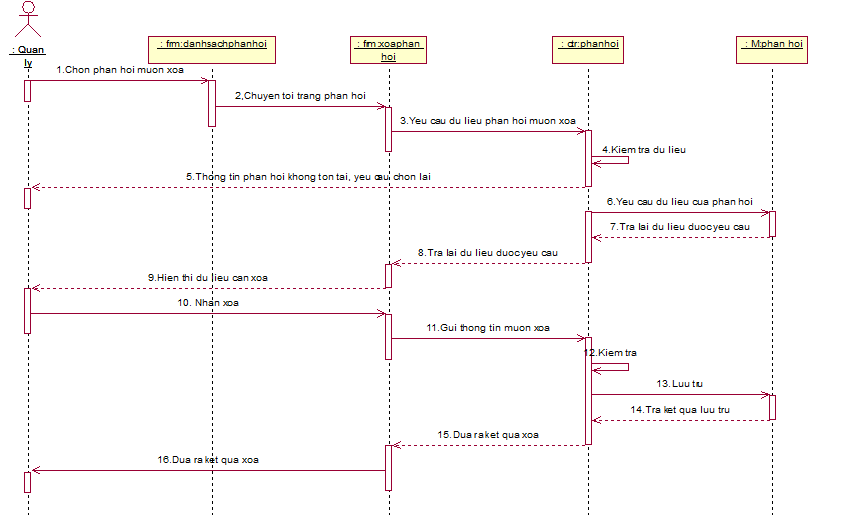 : Quan
ly
: frm:danhsachphanhoi
: frm:xoaphan
hoi
: ctr:phanhoi
: M:phan hoi
1.Chon phan hoi muon xoa
2,Chuyen toi trang phan hoi
3.Yeu cau du lieu phan hoi muon xoa
4.Kiem tra du lieu
5.Thong tin phan hoi khong ton tai, yeu cau chon lai
6.Yeu cau du lieu cua phan hoi
7.Tra lai du lieu duoc yeu cau
8.Tra lai du lieu duoc yeu cau
9.Hien thi du lieu can xoa
10. Nhan xoa
11.Gui thong tin muon xoa
12.Kiem tra
13.Luu tru
14.Tra ket qua luu tru
15.Dua ra ket qua xoa
16.Dua ra ket qua xoa